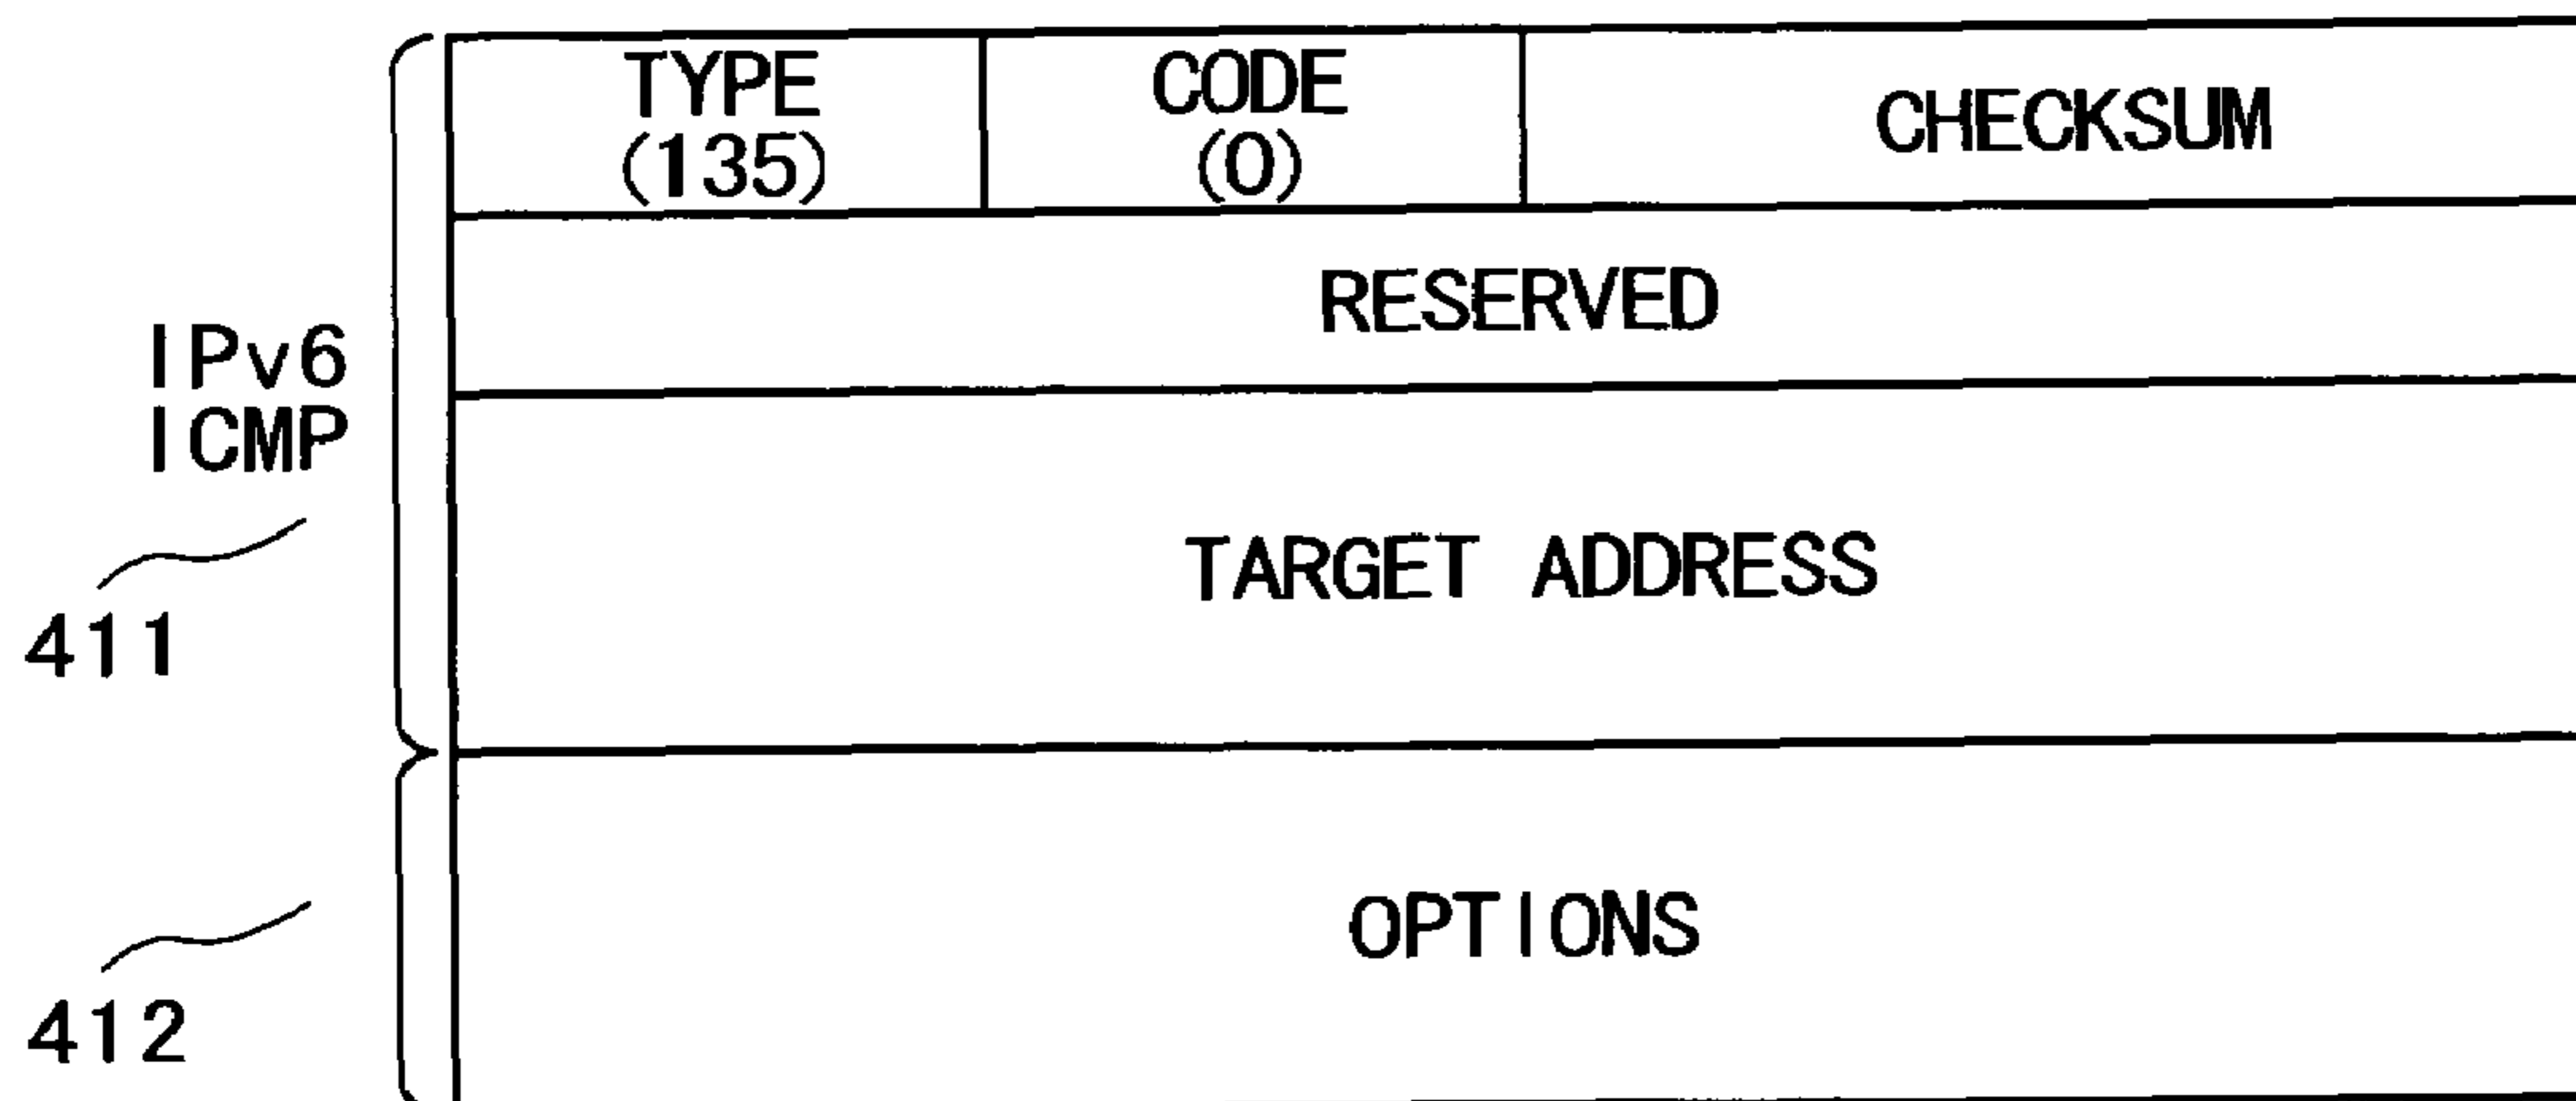 TYPE
(135)
CODE
(0)
CHECKSUM
RESERVED
IPv6
ICMP
TARGET ADDRESS
411
OPTIONS
412